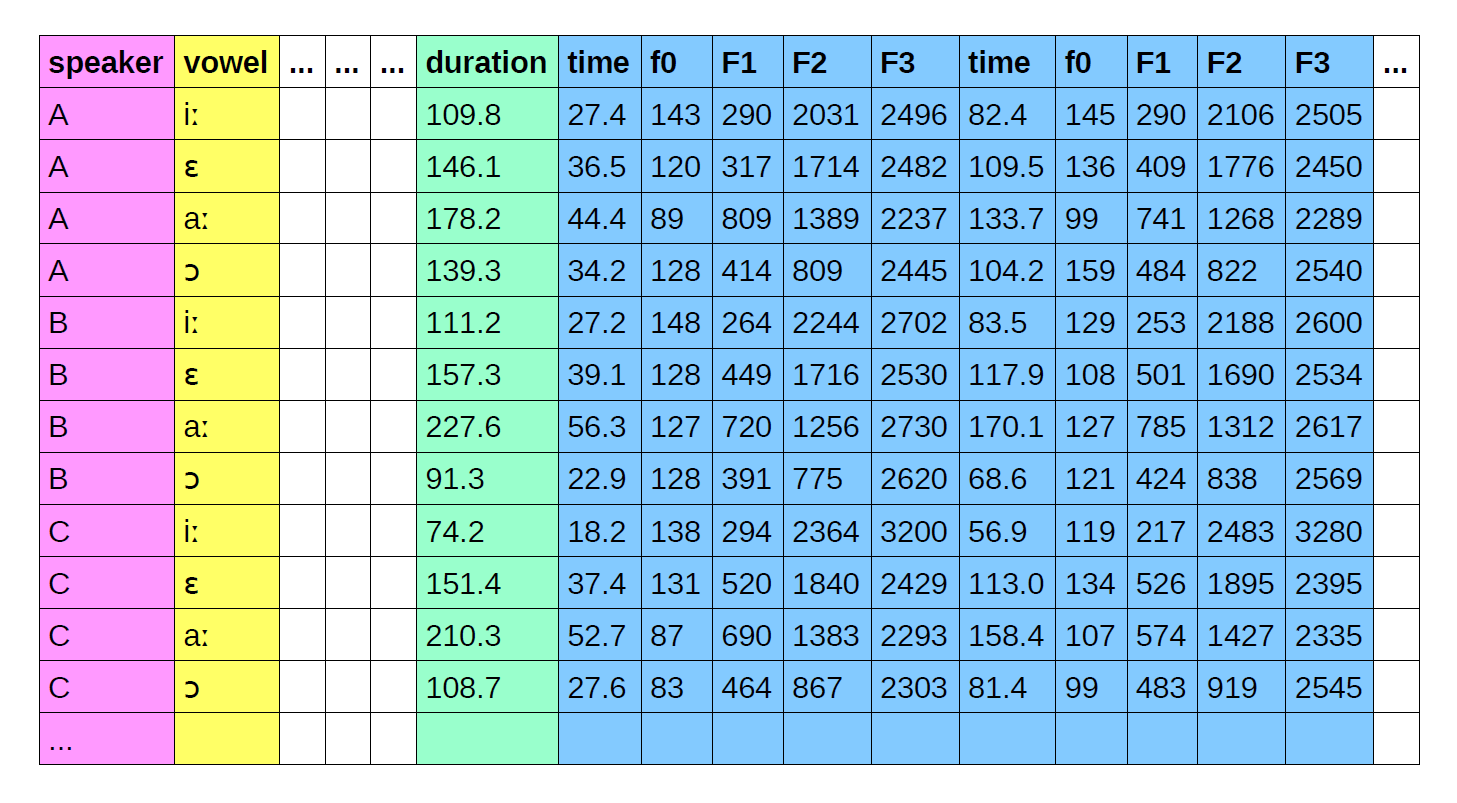 speaker vowel ... ... ... duration time f0 F1 F2 F3 time f0 F1 F2 F3 ...
A iː 109.8 27.4 143 290 2031 2496 82.4 145 290 2106 2505
A ɛ 146.1 36.5 120 317 1714 2482 109.5 136 409 1776 2450
A aː 178.2 44.4 89 809 1389 2237 133.7 99 741 1268 2289
A ɔ 139.3 34.2 128 414 809 2445 104.2 159 484 822 2540
B iː 111.2 27.2 148 264 2244 2702 83.5 129 253 2188 2600
B ɛ 157.3 39.1 128 449 1716 2530 117.9 108 501 1690 2534
B aː 227.6 56.3 127 720 1256 2730 170.1 127 785 1312 2617
B ɔ 91.3 22.9 128 391 775 2620 68.6 121 424 838 2569
C iː 74.2 18.2 138 294 2364 3200 56.9 119 217 2483 3280
C ɛ 151.4 37.4 131 520 1840 2429 113.0 134 526 1895 2395
C aː 210.3 52.7 87 690 1383 2293 158.4 107 574 1427 2335
C ɔ 108.7 27.6 83 464 867 2303 81.4 99 483 919 2545
...